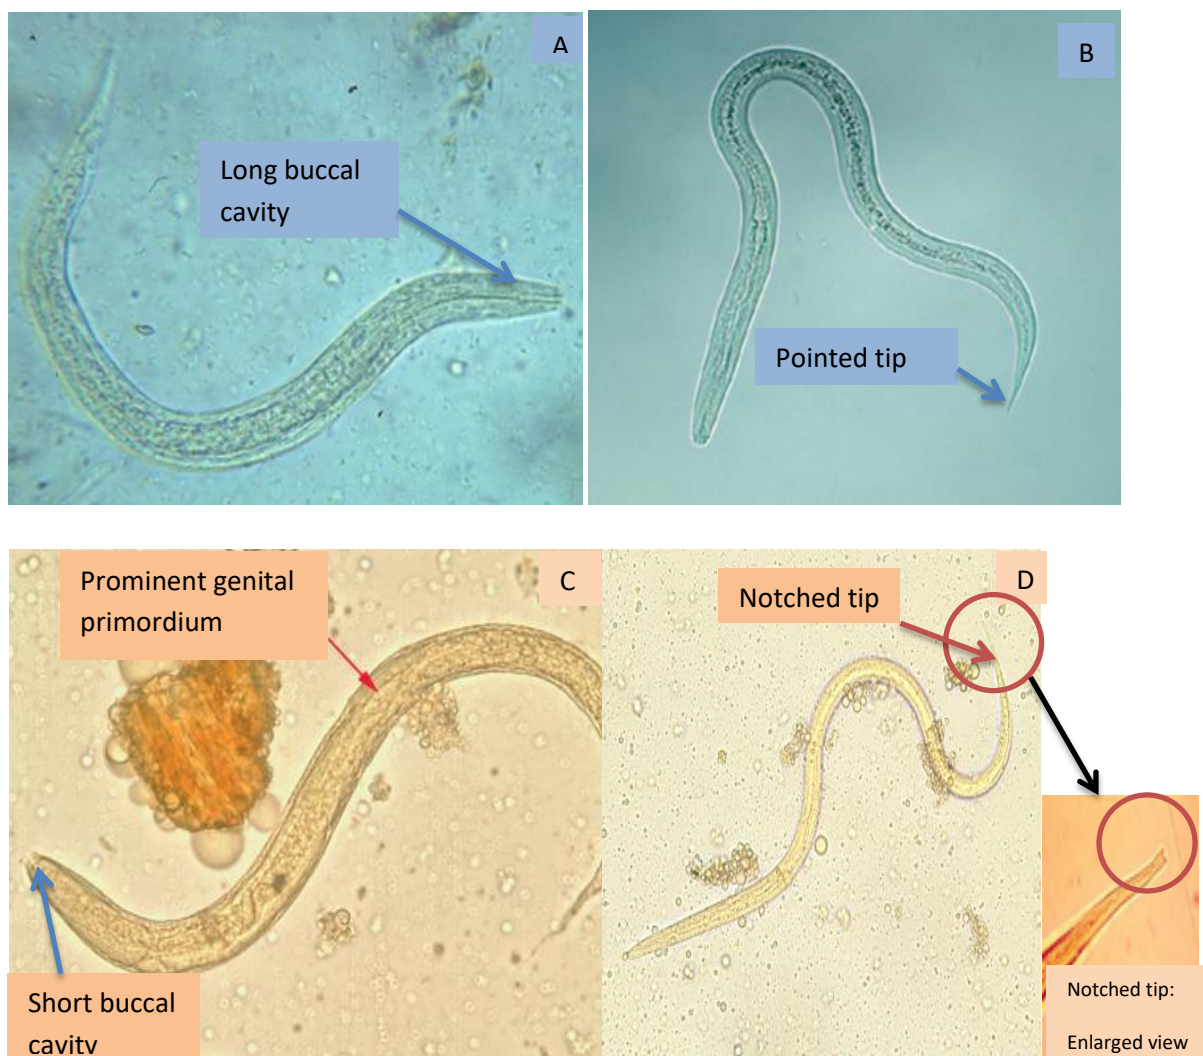 A
B
Long buccal
cavity
Pointed tip
Prominent genital
primordium
C
D
Notched tip
Short buccal
cavity
Notched tip:
Enlarged view